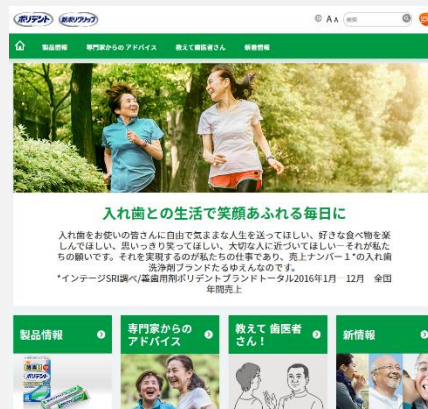 ポリデント 新ポリグリップ
A A 検索
製品情報 専門家からの アドバイス 教えて歯医者さん 新着情報
入れ歯との生活で笑顔あふれる毎日に
入れ歯をお使いの皆さんに自由で気ままな人生を送ってほしい、好きな食べ物を楽
しんでほしい、思いっきり笑ってほしい、大切な人に近づいてほしい－それが私た
ちの願いです。それを実現するのが私たちの仕事であり、売上ナンバー１*の入れ歯
洗浄剤ブランドたるゆえんなのです。
*インテージSRI調べ/義歯用剤ポリデントブランドトータル2016年1月－12月　全国
年間売上
製品情報
専門家からの
アドバイス
教えて 歯医者
さん！
新情報
酵素入り
ポリデント